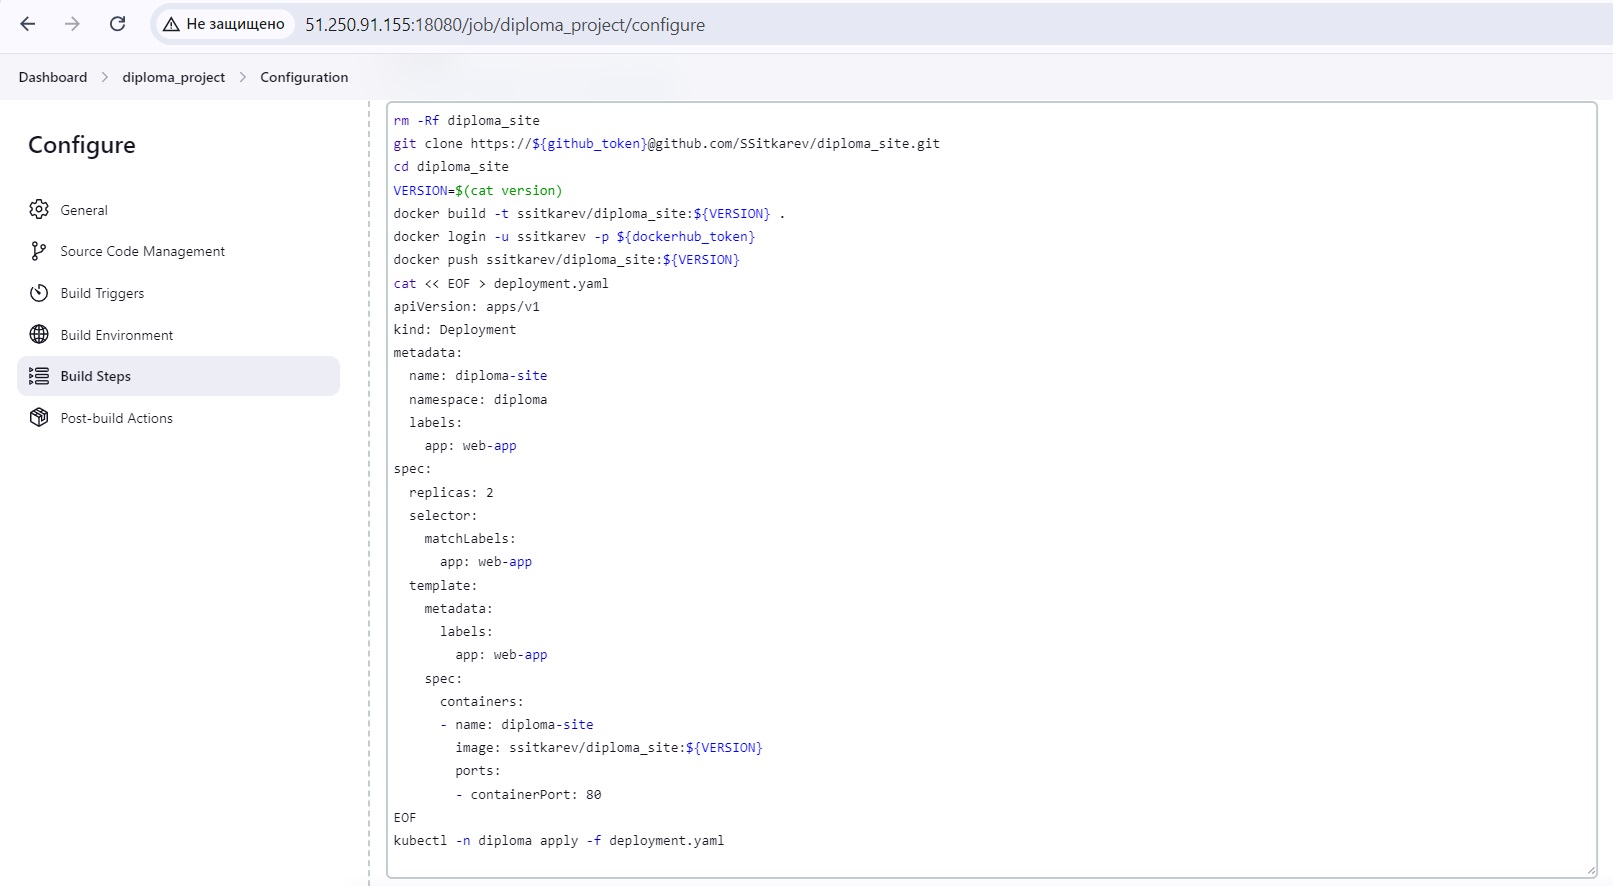 Не защищено 51.250.91.155:18080/job/diploma_project/configure
Dashboard > diploma_project > Configuration
Configure
General
Source Code Management
Build Triggers
Build Environment
Build Steps
Post-build Actions
rm -Rf diploma_site
git clone https://${github_token}@github.com/SSitkarev/diploma_site.git
cd diploma_site
VERSION=$(cat version)
docker build -t ssitkarev/diploma_site:${VERSION} .
docker login -u ssitkarev -p ${dockerhub_token}
docker push ssitkarev/diploma_site:${VERSION}
cat << EOF > deployment.yaml
apiVersion: apps/v1
kind: Deployment
metadata:
  name: diploma-site
  namespace: diploma
  labels:
    app: web-app
spec:
  replicas: 2
  selector:
    matchLabels:
      app: web-app
  template:
    metadata:
      labels:
        app: web-app
    spec:
      containers:
      - name: diploma-site
        image: ssitkarev/diploma_site:${VERSION}
        ports:
        - containerPort: 80
EOF
kubectl -n diploma apply -f deployment.yaml